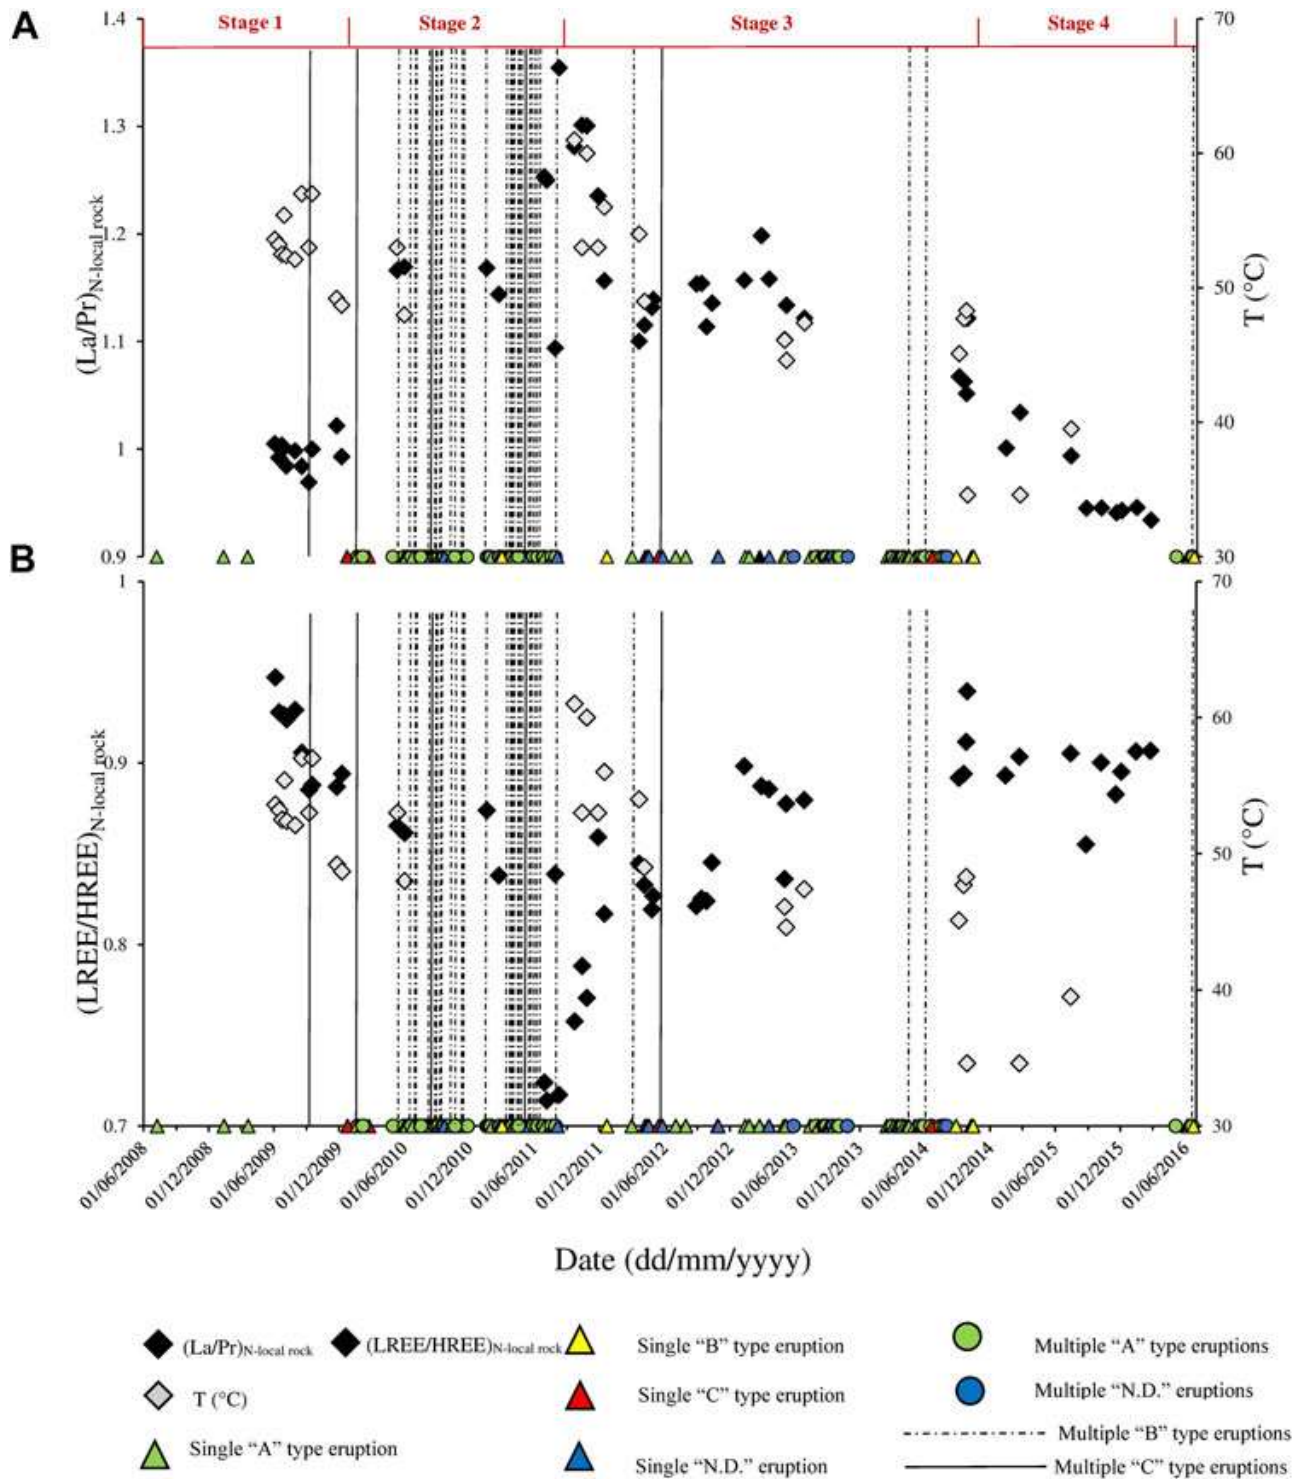 A
Stage 1 Stage 2 Stage 3 Stage 4
1.4
1.3
1.2
1.1
1
0.9
(La/Pr)N-local rock
70
60
50
40
30
T (°C)
B
1
0.9
0.8
0.7
(LREE/HREE)N-local rock
70
60
50
40
30
T (°C)
01/06/2008 01/12/2008 01/06/2009 01/12/2009 01/06/2010 01/12/2010 01/06/2011 01/12/2011 01/06/2012 01/12/2012 01/06/2013 01/12/2013 01/06/2014 01/12/2014 01/06/2015 01/12/2015 01/06/2016
Date (dd/mm/yyyy)
(La/Pr)N-local rock (LREE/HREE)N-local rock Single “B” type eruption Multiple “A” type eruptions
T (°C) Single “C” type eruption Multiple “N.D.” eruptions
Single “A” type eruption Single “N.D.” eruption Multiple “B” type eruptions
Multiple “C” type eruptions